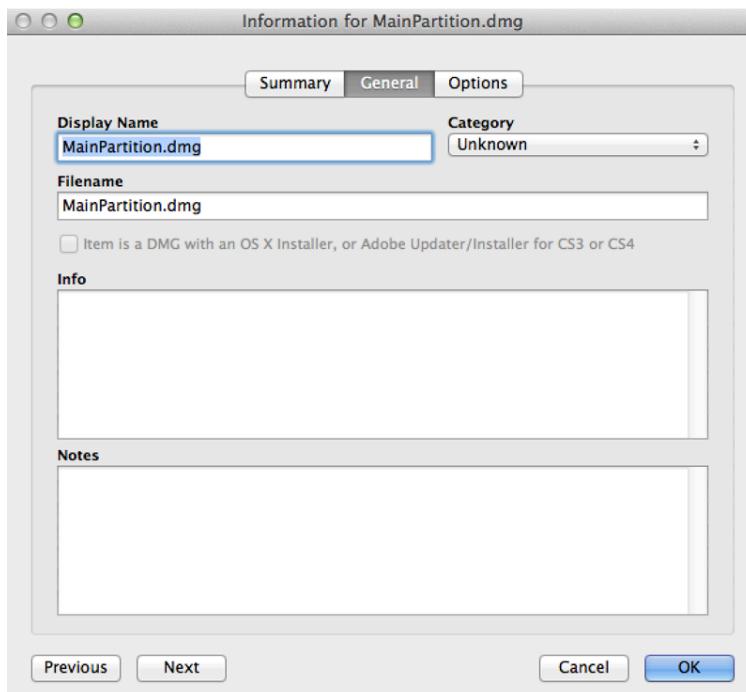 Information for MainPartition.dmg
Summary General Options
Display Name
Category
MainPartition.dmg
Unknown
Filename
MainPartition.dmg
Item is a DMG with an OS X Installer, or Adobe Updater/Installer for CS3 or CS4
Info
Notes
Previous Next Cancel OK